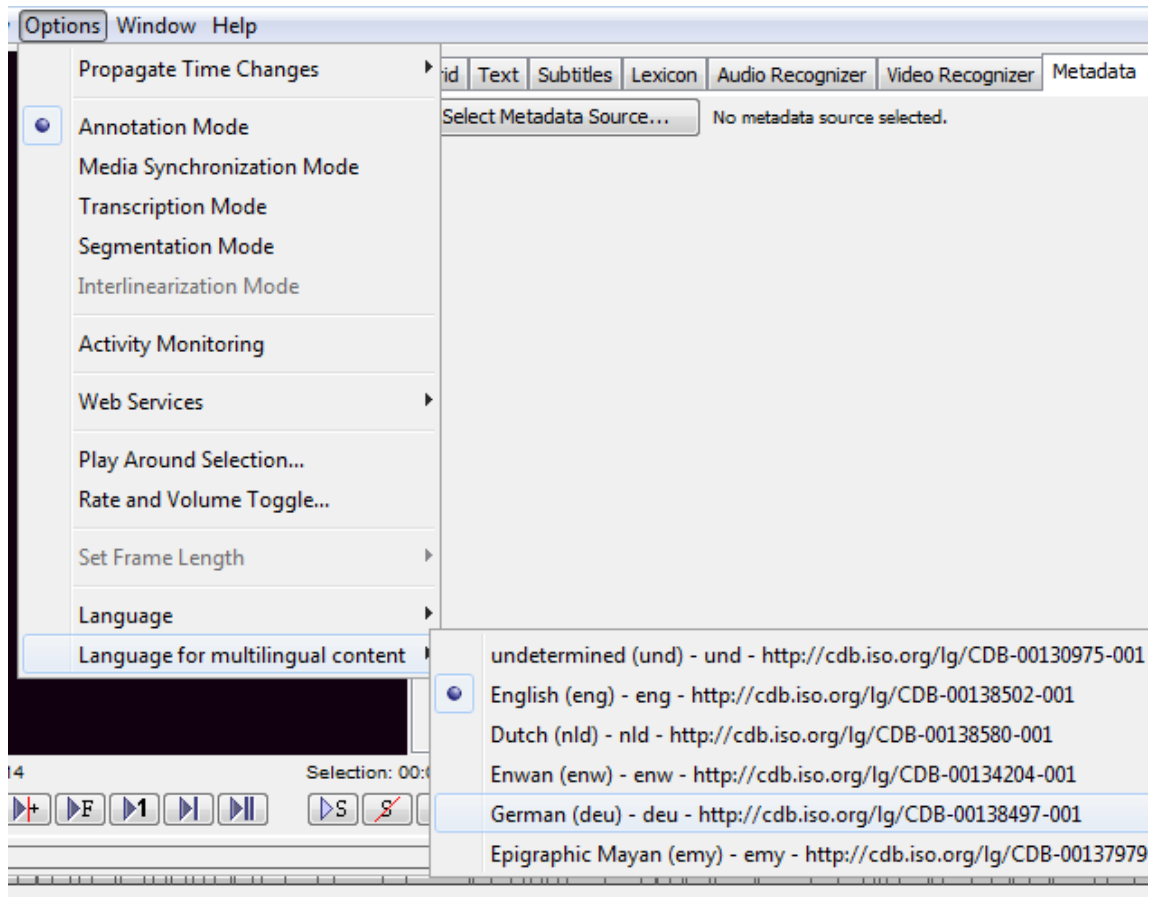 Options Window Help
Propagate Time Changes
rid Text Subtitles Lexicon Audio Recognizer Video Recognizer Metadata
Annotation Mode
Select Metadata Source... No metadata source selected.
Media Synchronization Mode
Transcription Mode
Segmentation Mode
Interlinearization Mode
Activity Monitoring
Web Services
Play Around Selection...
Rate and Volume Toggle...
Set Frame Length
Language
Language for multilingual content
undetermined (und) - und - http://cdb.iso.org/lg/CDB-00130975-001
English (eng) - eng - http://cdb.iso.org/lg/CDB-00138502-001
Dutch (nld) - nld - http://cdb.iso.org/lg/CDB-00138580-001
Enwan (enw) - enw - http://cdb.iso.org/lg/CDB-00134204-001
German (deu) - deu - http://cdb.iso.org/lg/CDB-00138497-001
Epigraphic Mayan (emy) - emy - http://cdb.iso.org/lg/CDB-00137979
14 Selection: 00:
+ F 1 S S